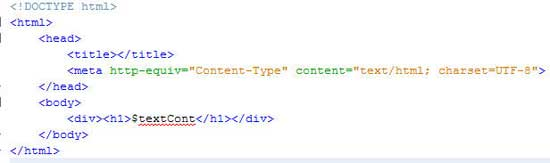 <!DOCTYPE html>
<html>
<head>
<title></title>
<meta http-equiv="Content-Type" content="text/html; charset=UTF-8">
</head>
<body>
<div><h1>$textCont</h1></div>
</body>
</html>